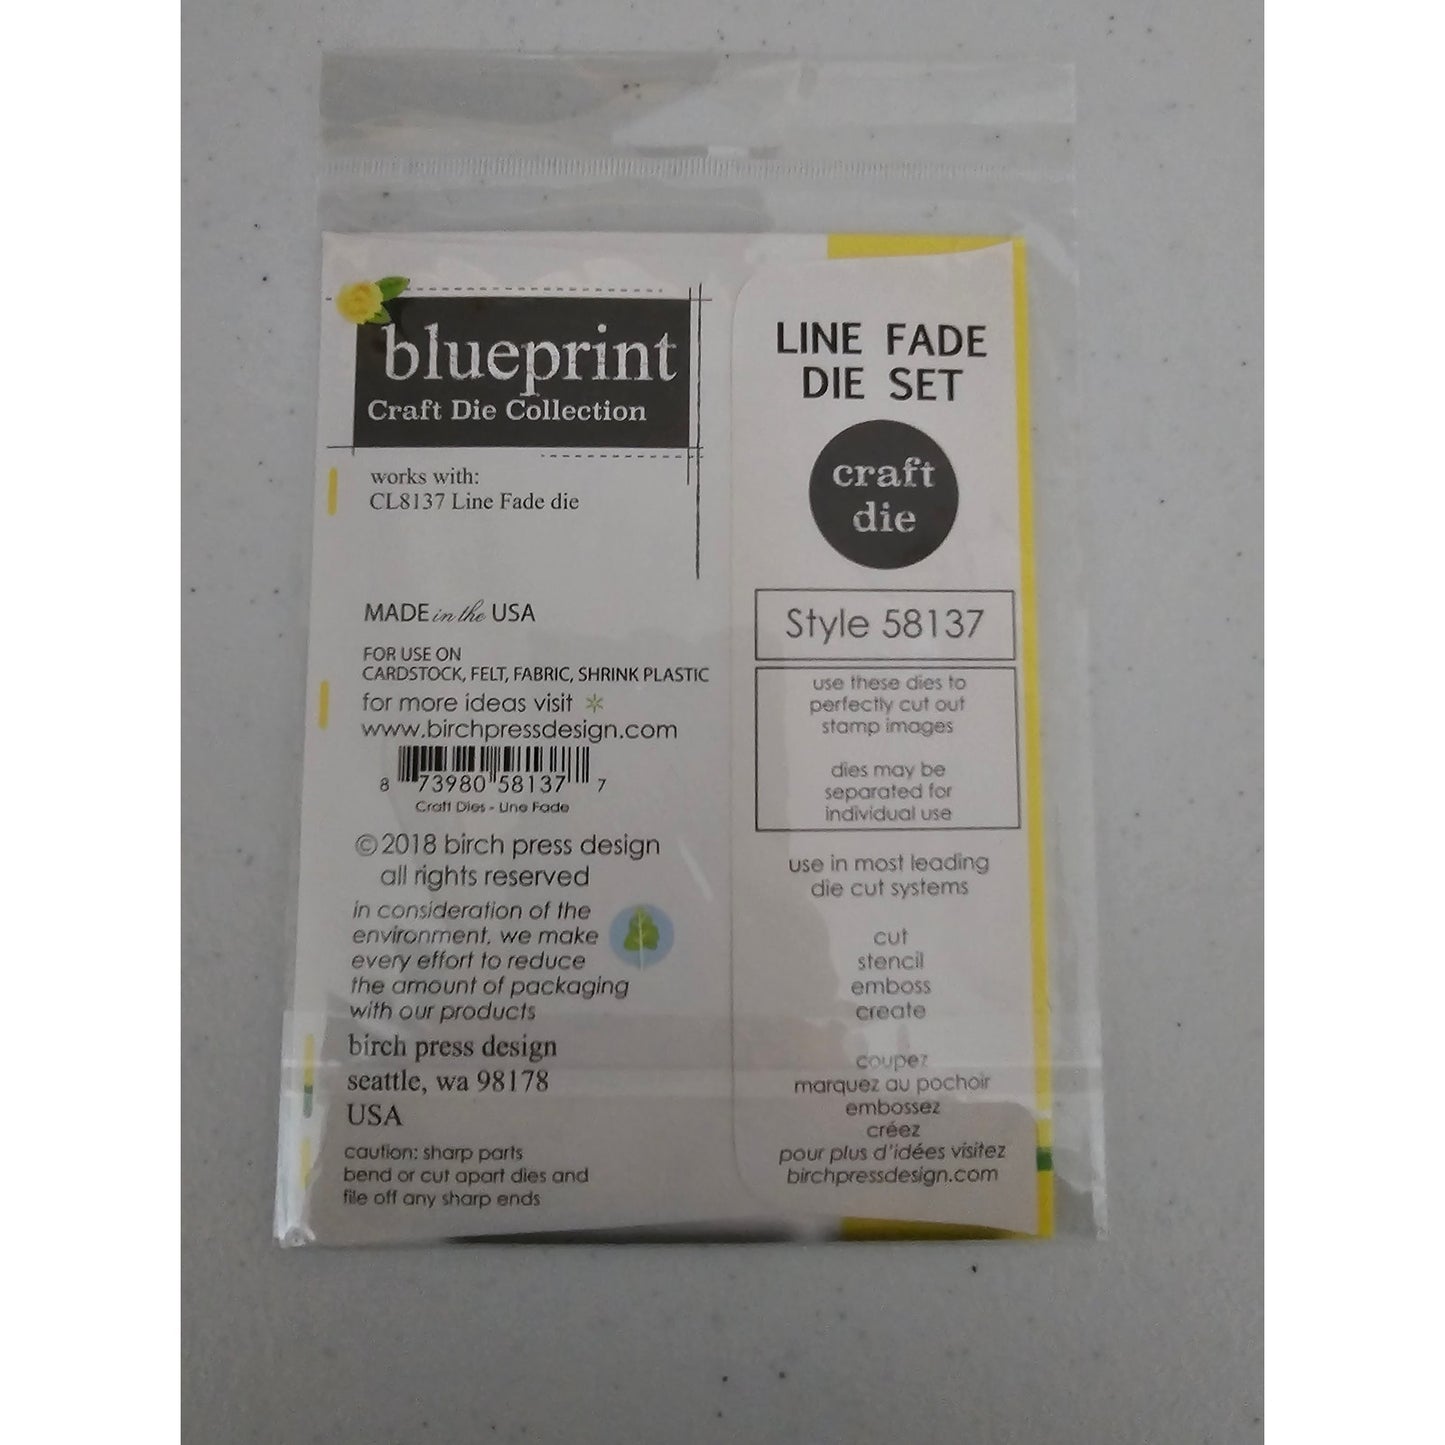 blueprint
Craft Die Collection
works with:
CL8137 Line Fade die
MADE in the USA
FOR USE ON
CARDSTOCK, FELT, FABRIC, SHRINK PLASTIC
for more ideas visit
www.birchpressdesign.com
8 73980 58137 7
Craft Dies - Line Fade
©2018 birch press design
all rights reserved
in consideration of the
environment, we make
every effort to reduce
the amount of packaging
with our products
birch press design
seattle, wa 98178
USA
caution: sharp parts
bend or cut apart dies and
file off any sharp ends
LINE FADE
DIE SET
craft
die
Style 58137
use these dies to
perfectly cut out
stamp images
dies may be
separated for
individual use
use in most leading
die cut systems
cut
stencil
emboss
create
coupez
marquez au pochoir
embossez
créez
pour plus d'idées visitez
birchpressdesign.com